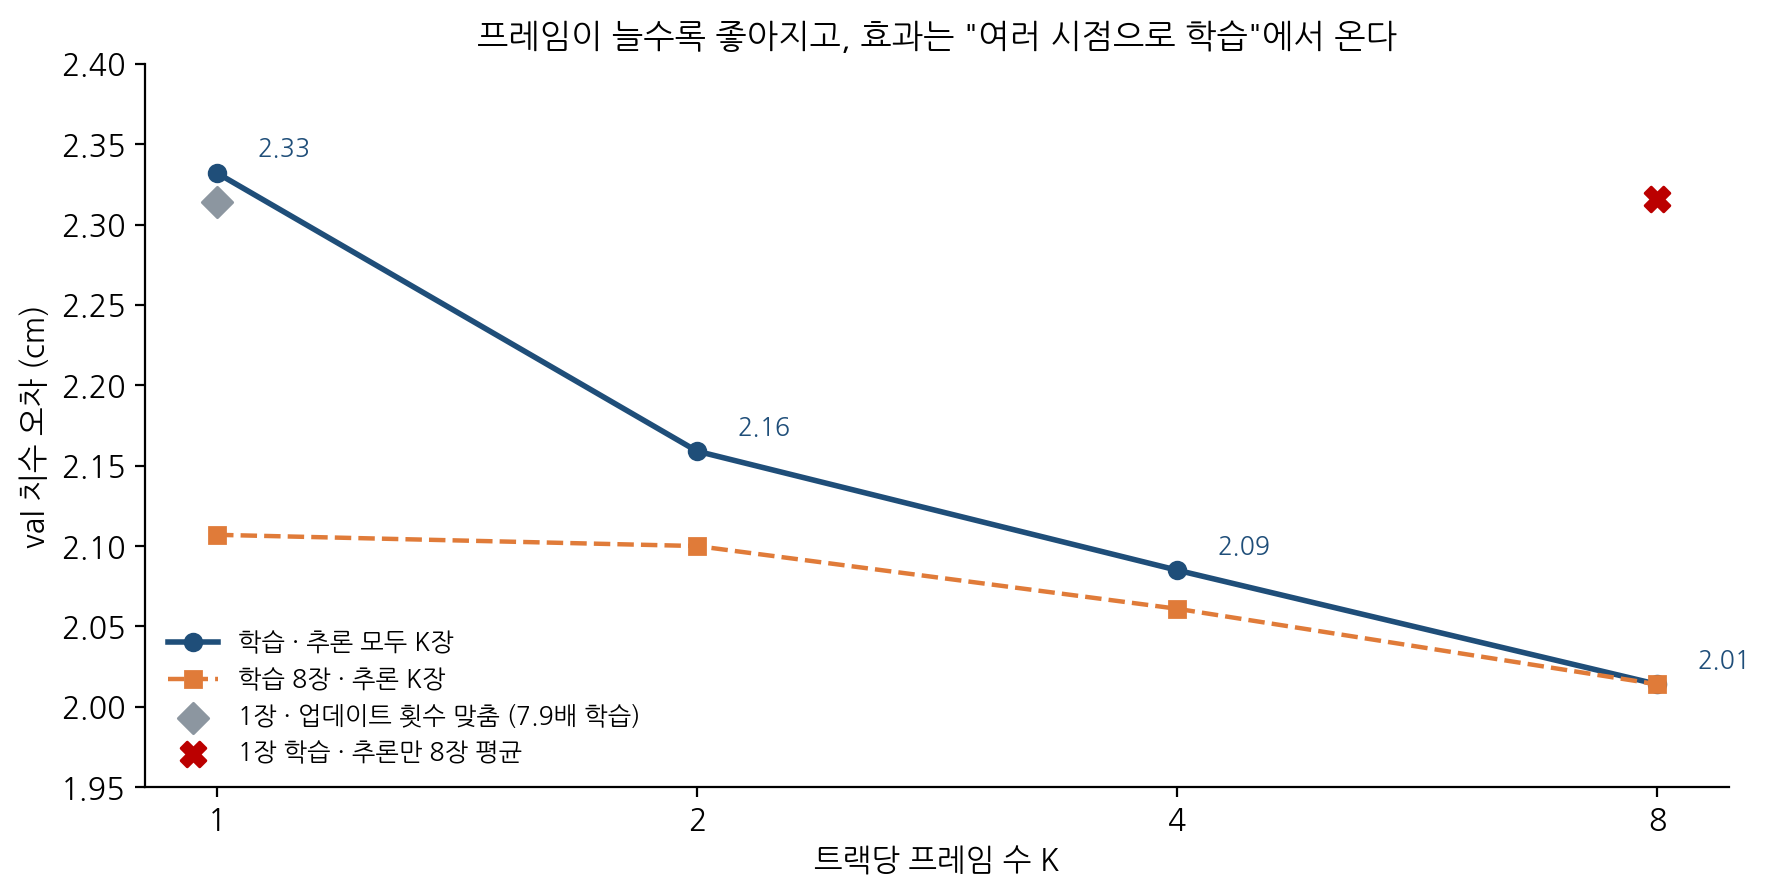 프레임이 늘수록 좋아지고, 효과는 "여러 시점으로 학습"에서 온다
2.40
2.35
2.30
2.25
2.20
2.15
2.10
2.05
2.00
1.95
val 치수 오차 (cm)
2.33
2.16
2.09
2.01
학습 · 추론 모두 K장
학습 8장 · 추론 K장
1장 · 업데이트 횟수 맞춤 (7.9배 학습)
1장 학습 · 추론만 8장 평균
1 2 4 8
트랙당 프레임 수 K